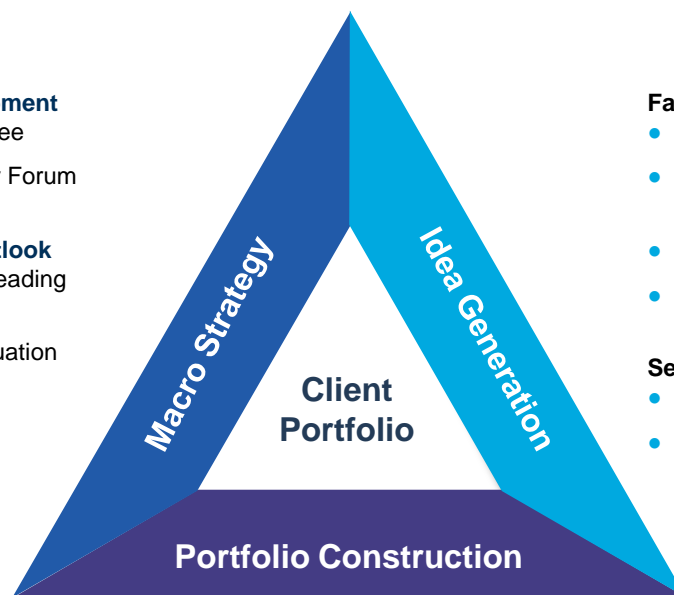 ment
ee
Forum
tlook
eading
uation
Macro Strategy
Idea Generation
Client
Portfolio
Portfolio Construction
Fa
Se